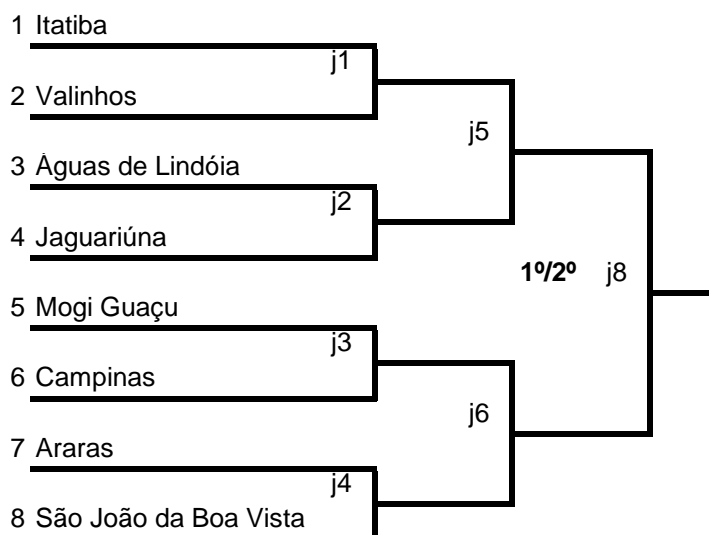 1 Itatiba
j1
2 Valinhos
j5
3 Águas de Lindóia
j2
4 Jaguariúna
1º/2º j8
5 Mogi Guaçu
j3
6 Campinas
j6
7 Araras
j4
8 São João da Boa Vista